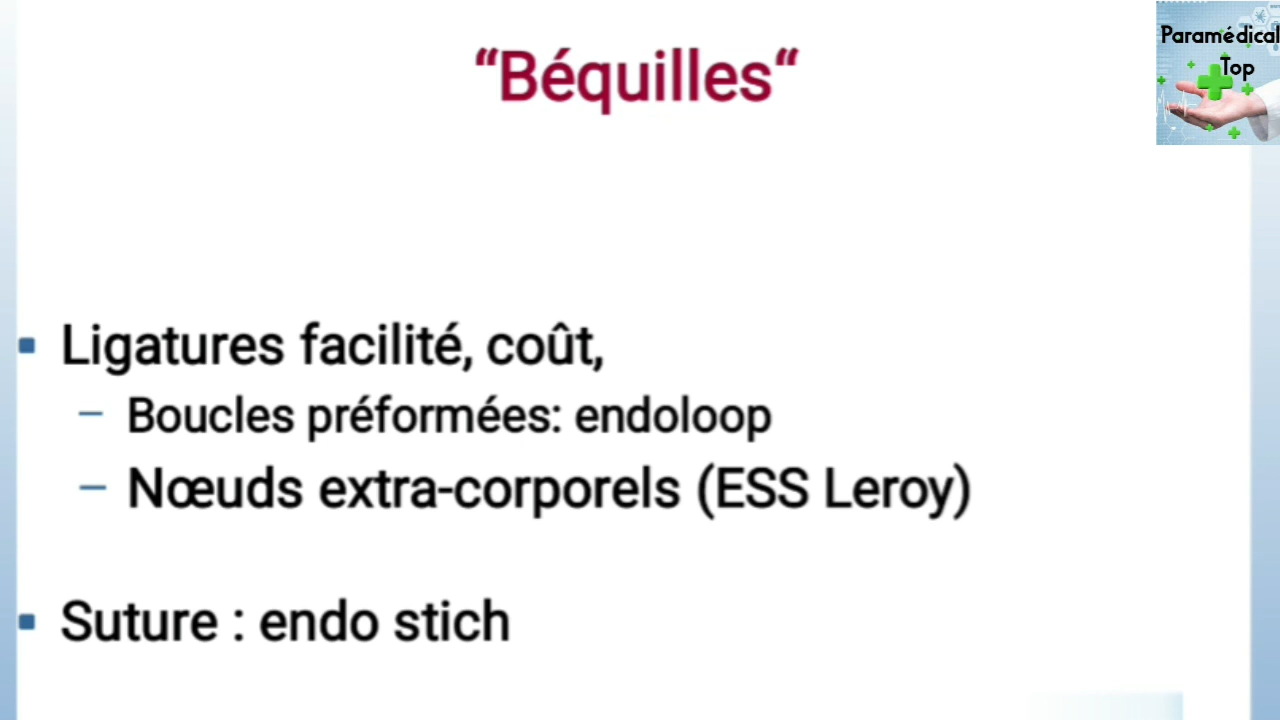 “Béquilles“
Paramédical
Top
Ligatures facilité, coût,
Boucles préformées: endoloop
Nœuds extra-corporels (ESS Leroy)
Suture : endo stich